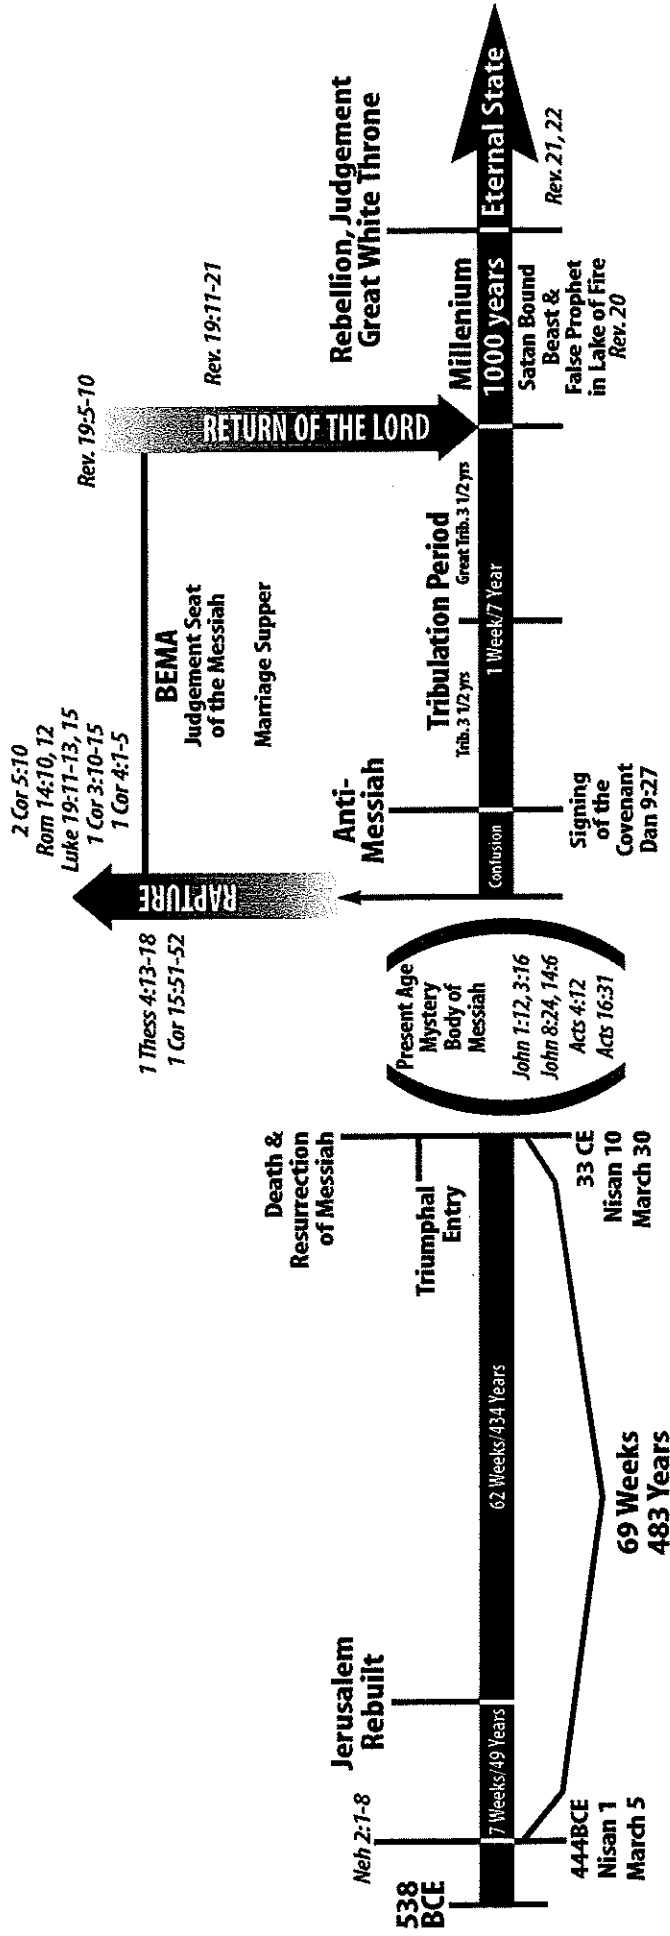 538
BCE
Neh 2:1-8
444BCE
Nisan 1
March 5
7 Weeks/49 Years
Jerusalem
Rebuilt
62 Weeks/434 Years
69 Weeks
483 Years
Death &
Resurrection
of Messiah
Triumphal
Entry
33 CE
Nisan 10
March 30
Present Age
Mystery
Body of
Messiah
John 1:12, 3:16
John 8:24, 14:6
Acts 4:12
Acts 16:31
1 Thess 4:13-18
1 Cor 15:51-52
RAPTURE
2 Cor 5:10
Rom 14:10, 12
Luke 19:11-13, 15
1 Cor 3:10-15
1 Cor 4:1-5
BEMA
Judgement Seat
of the Messiah
Marriage Supper
Confusion
Anti-
Messiah
Signing
of the
Covenant
Dan 9:27
Tribulation Period
Trib. 3 1/2 yrs
Great Trib. 3 1/2 yrs
1 Week/7 Year
Rev. 19:5-10
RETURN OF THE LORD
Rev. 19:11-21
Millenium
1000 years
Satan Bound
Beast &
False Prophet
in Lake of Fire
Rev. 20
Rebellion, Judgement
Great White Throne
Eternal State
Rev. 21, 22